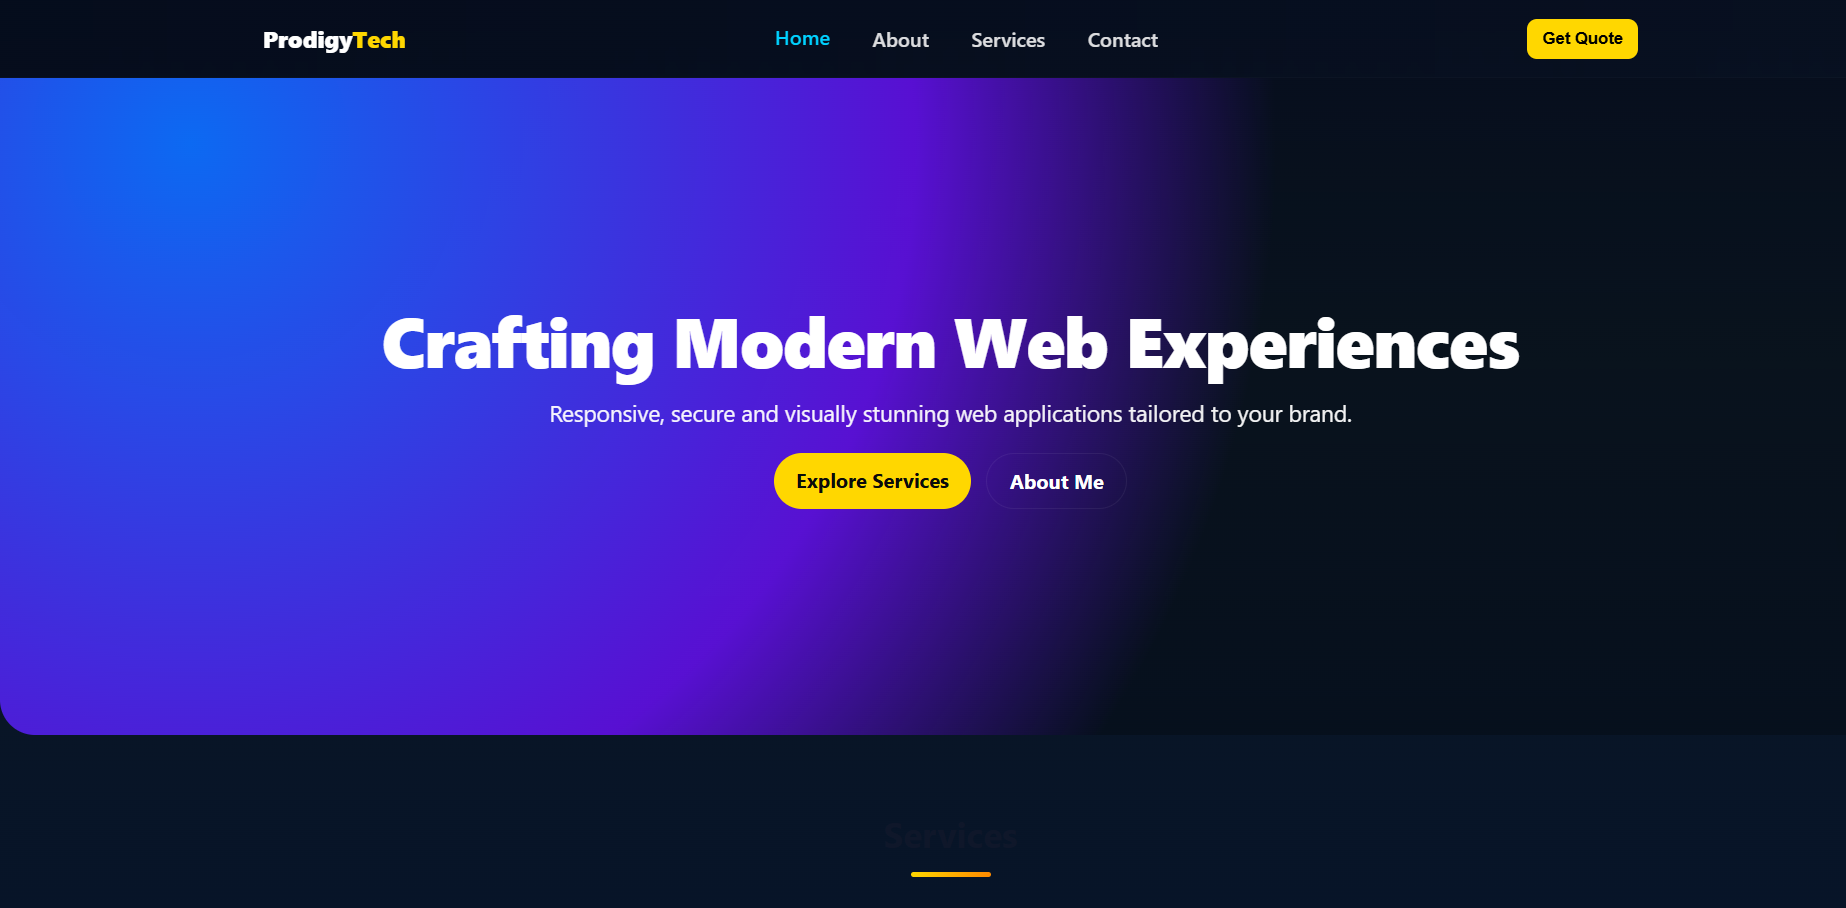 ProdigyTech
Home About Services Contact
Get Quote
Crafting Modern Web Experiences
Responsive, secure and visually stunning web applications tailored to your brand.
Explore Services
About Me
Services